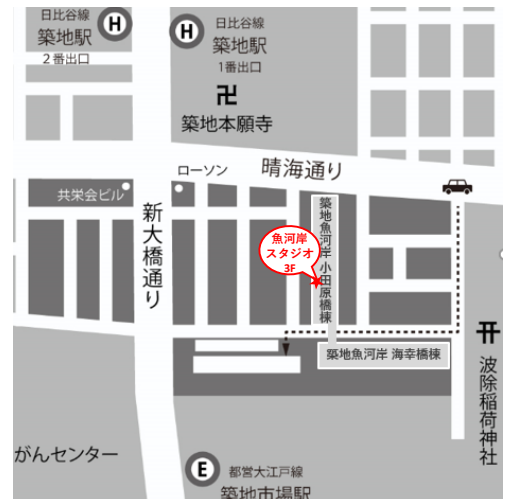 日比谷線
築地駅
2番出口
H
H
日比谷線
築地駅
1番出口
卍
築地本願寺
ローソン
晴海通り
共栄会ビル
新大橋通り
魚河岸
スタジオ
3F
築地魚河岸 小田原橋棟
築地魚河岸 海幸橋棟
波除稲荷神社
がんセンター
E
都営大江戸線
築地市場駅